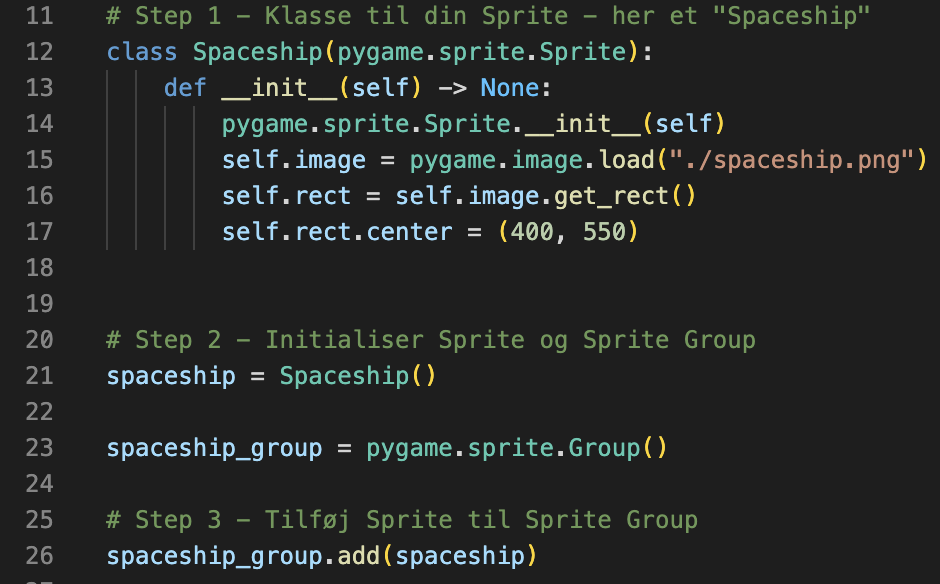 11 # Step 1 – Klasse til din Sprite – her et "Spaceship"
12 class Spaceship(pygame.sprite.Sprite):
13     def __init__(self) -> None:
14         pygame.sprite.Sprite.__init__(self)
15         self.image = pygame.image.load("./spaceship.png")
16         self.rect = self.image.get_rect()
17         self.rect.center = (400, 550)
18
19
20 # Step 2 – Initialiser Sprite og Sprite Group
21 spaceship = Spaceship()
22
23 spaceship_group = pygame.sprite.Group()
24
25 # Step 3 – Tilføj Sprite til Sprite Group
26 spaceship_group.add(spaceship)